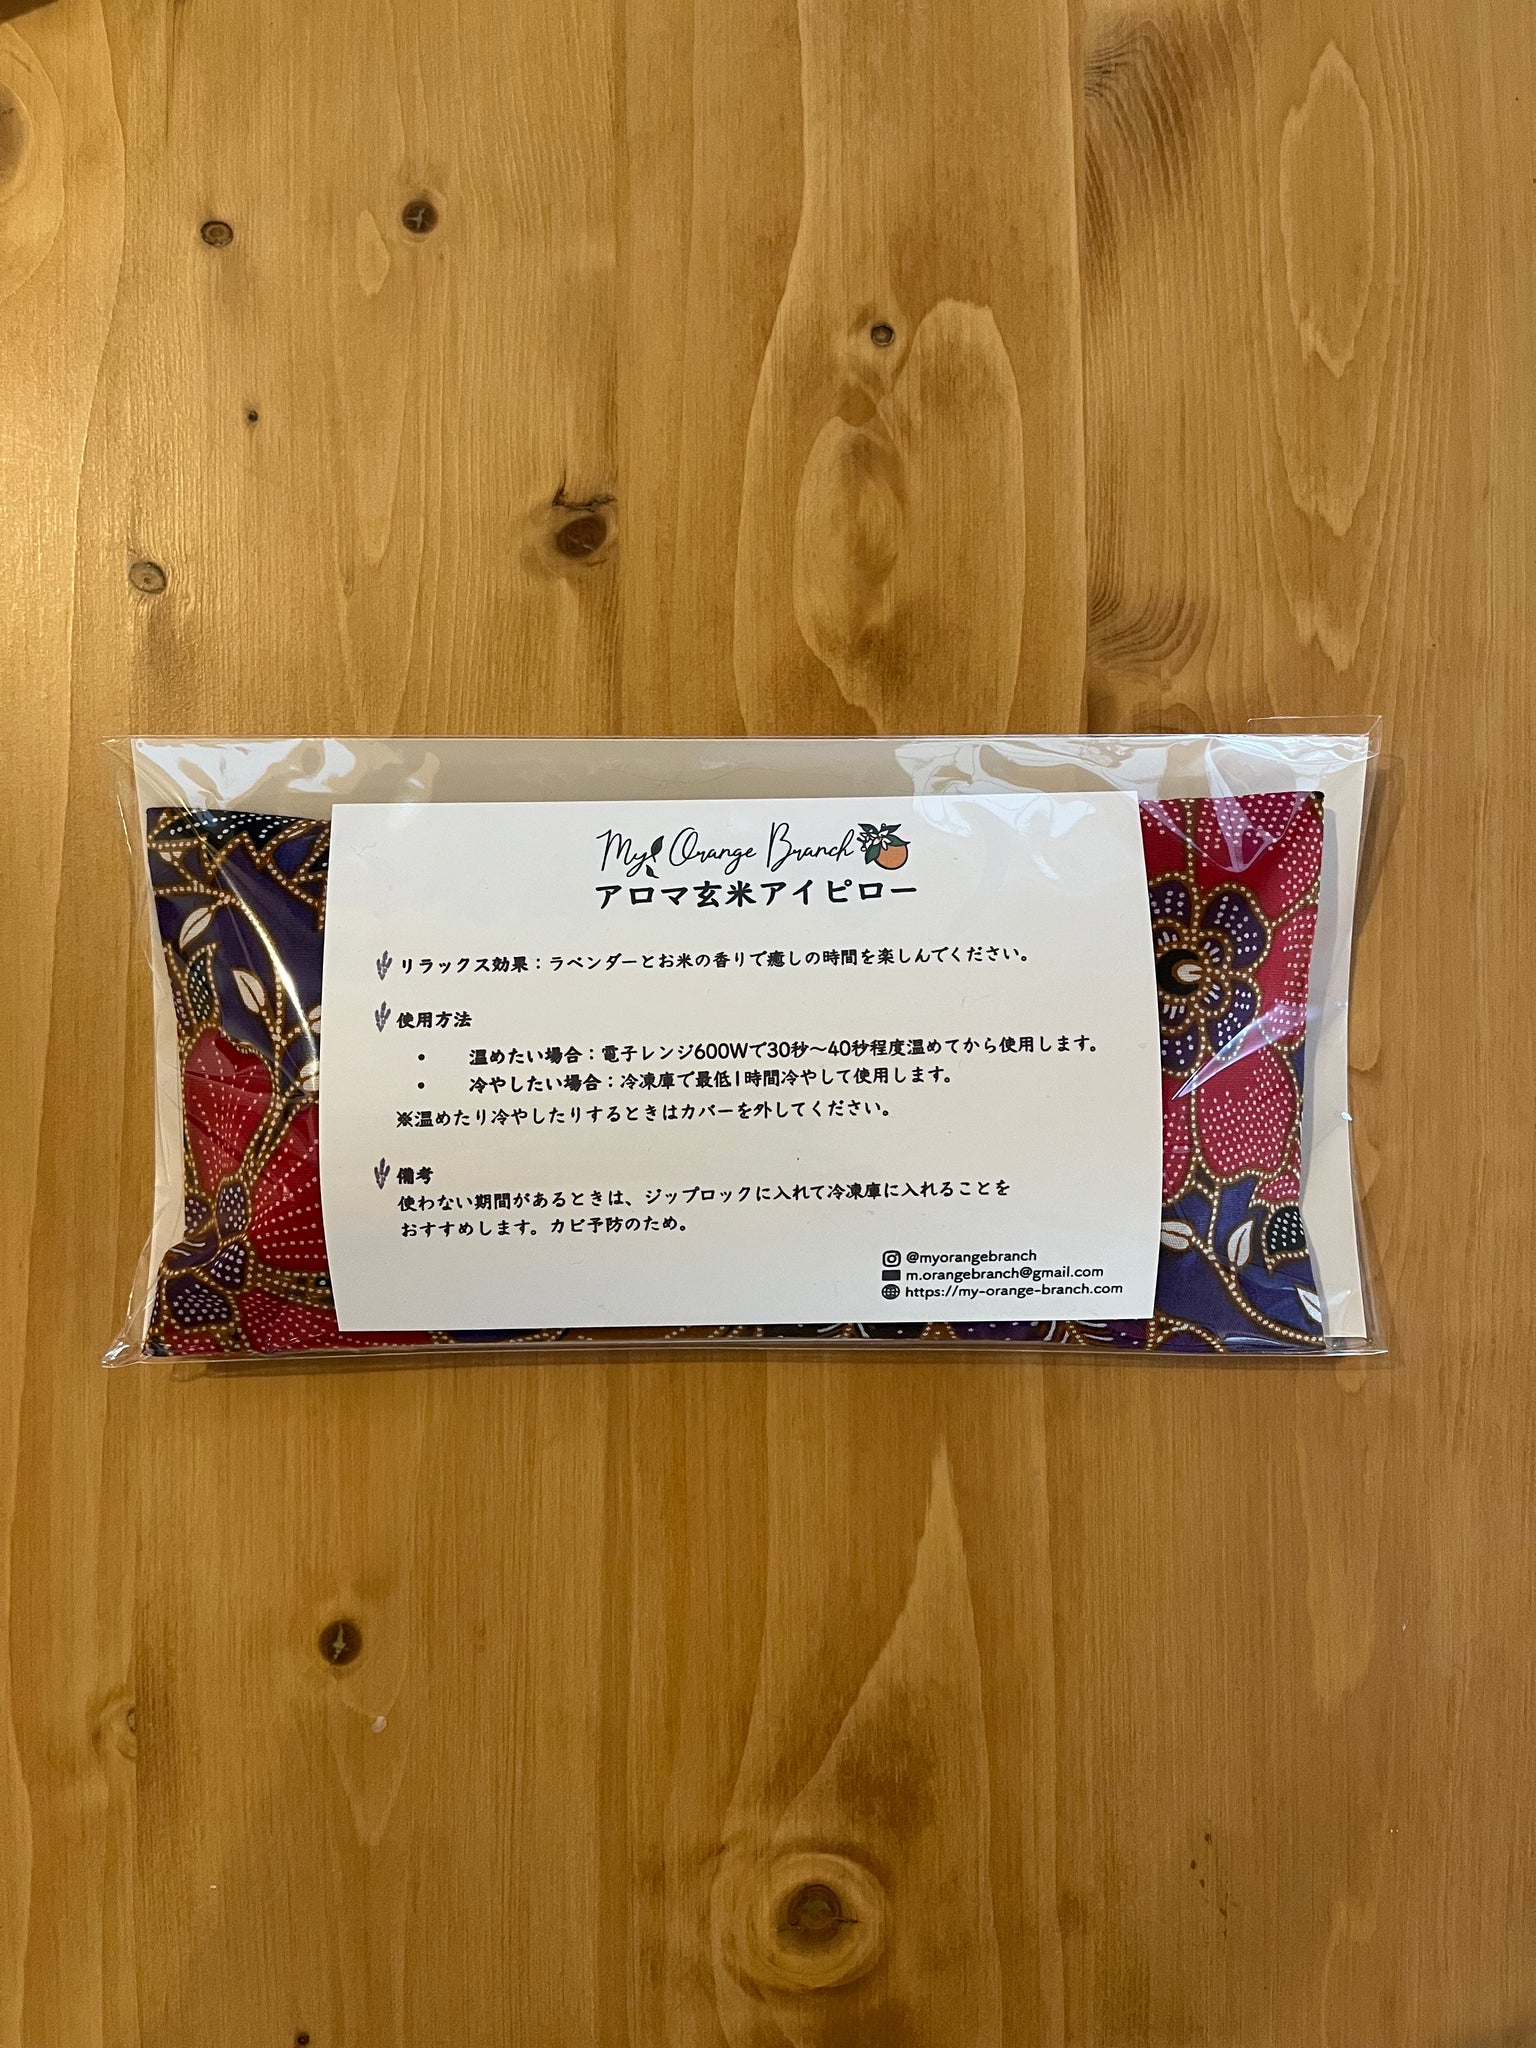 My Orange Branch
アロマ玄米アイピロー
リラックス効果：ラベンダーとお米の香りで癒しの時間を楽しんでください。
使用方法
• 温めたい場合：電子レンジ600Wで30秒～40秒程度温めてから使用します。
• 冷やしたい場合：冷凍庫で最低1時間冷やして使用します。
※温めたり冷やしたりするときはカバーを外してください。
備考
使わない期間があるときは、ジップロックに入れて冷凍庫に入れることを
おすすめします。カビ予防のため。
@myorangebranch
m.orangebranch@gmail.com
https://my-orange-branch.com